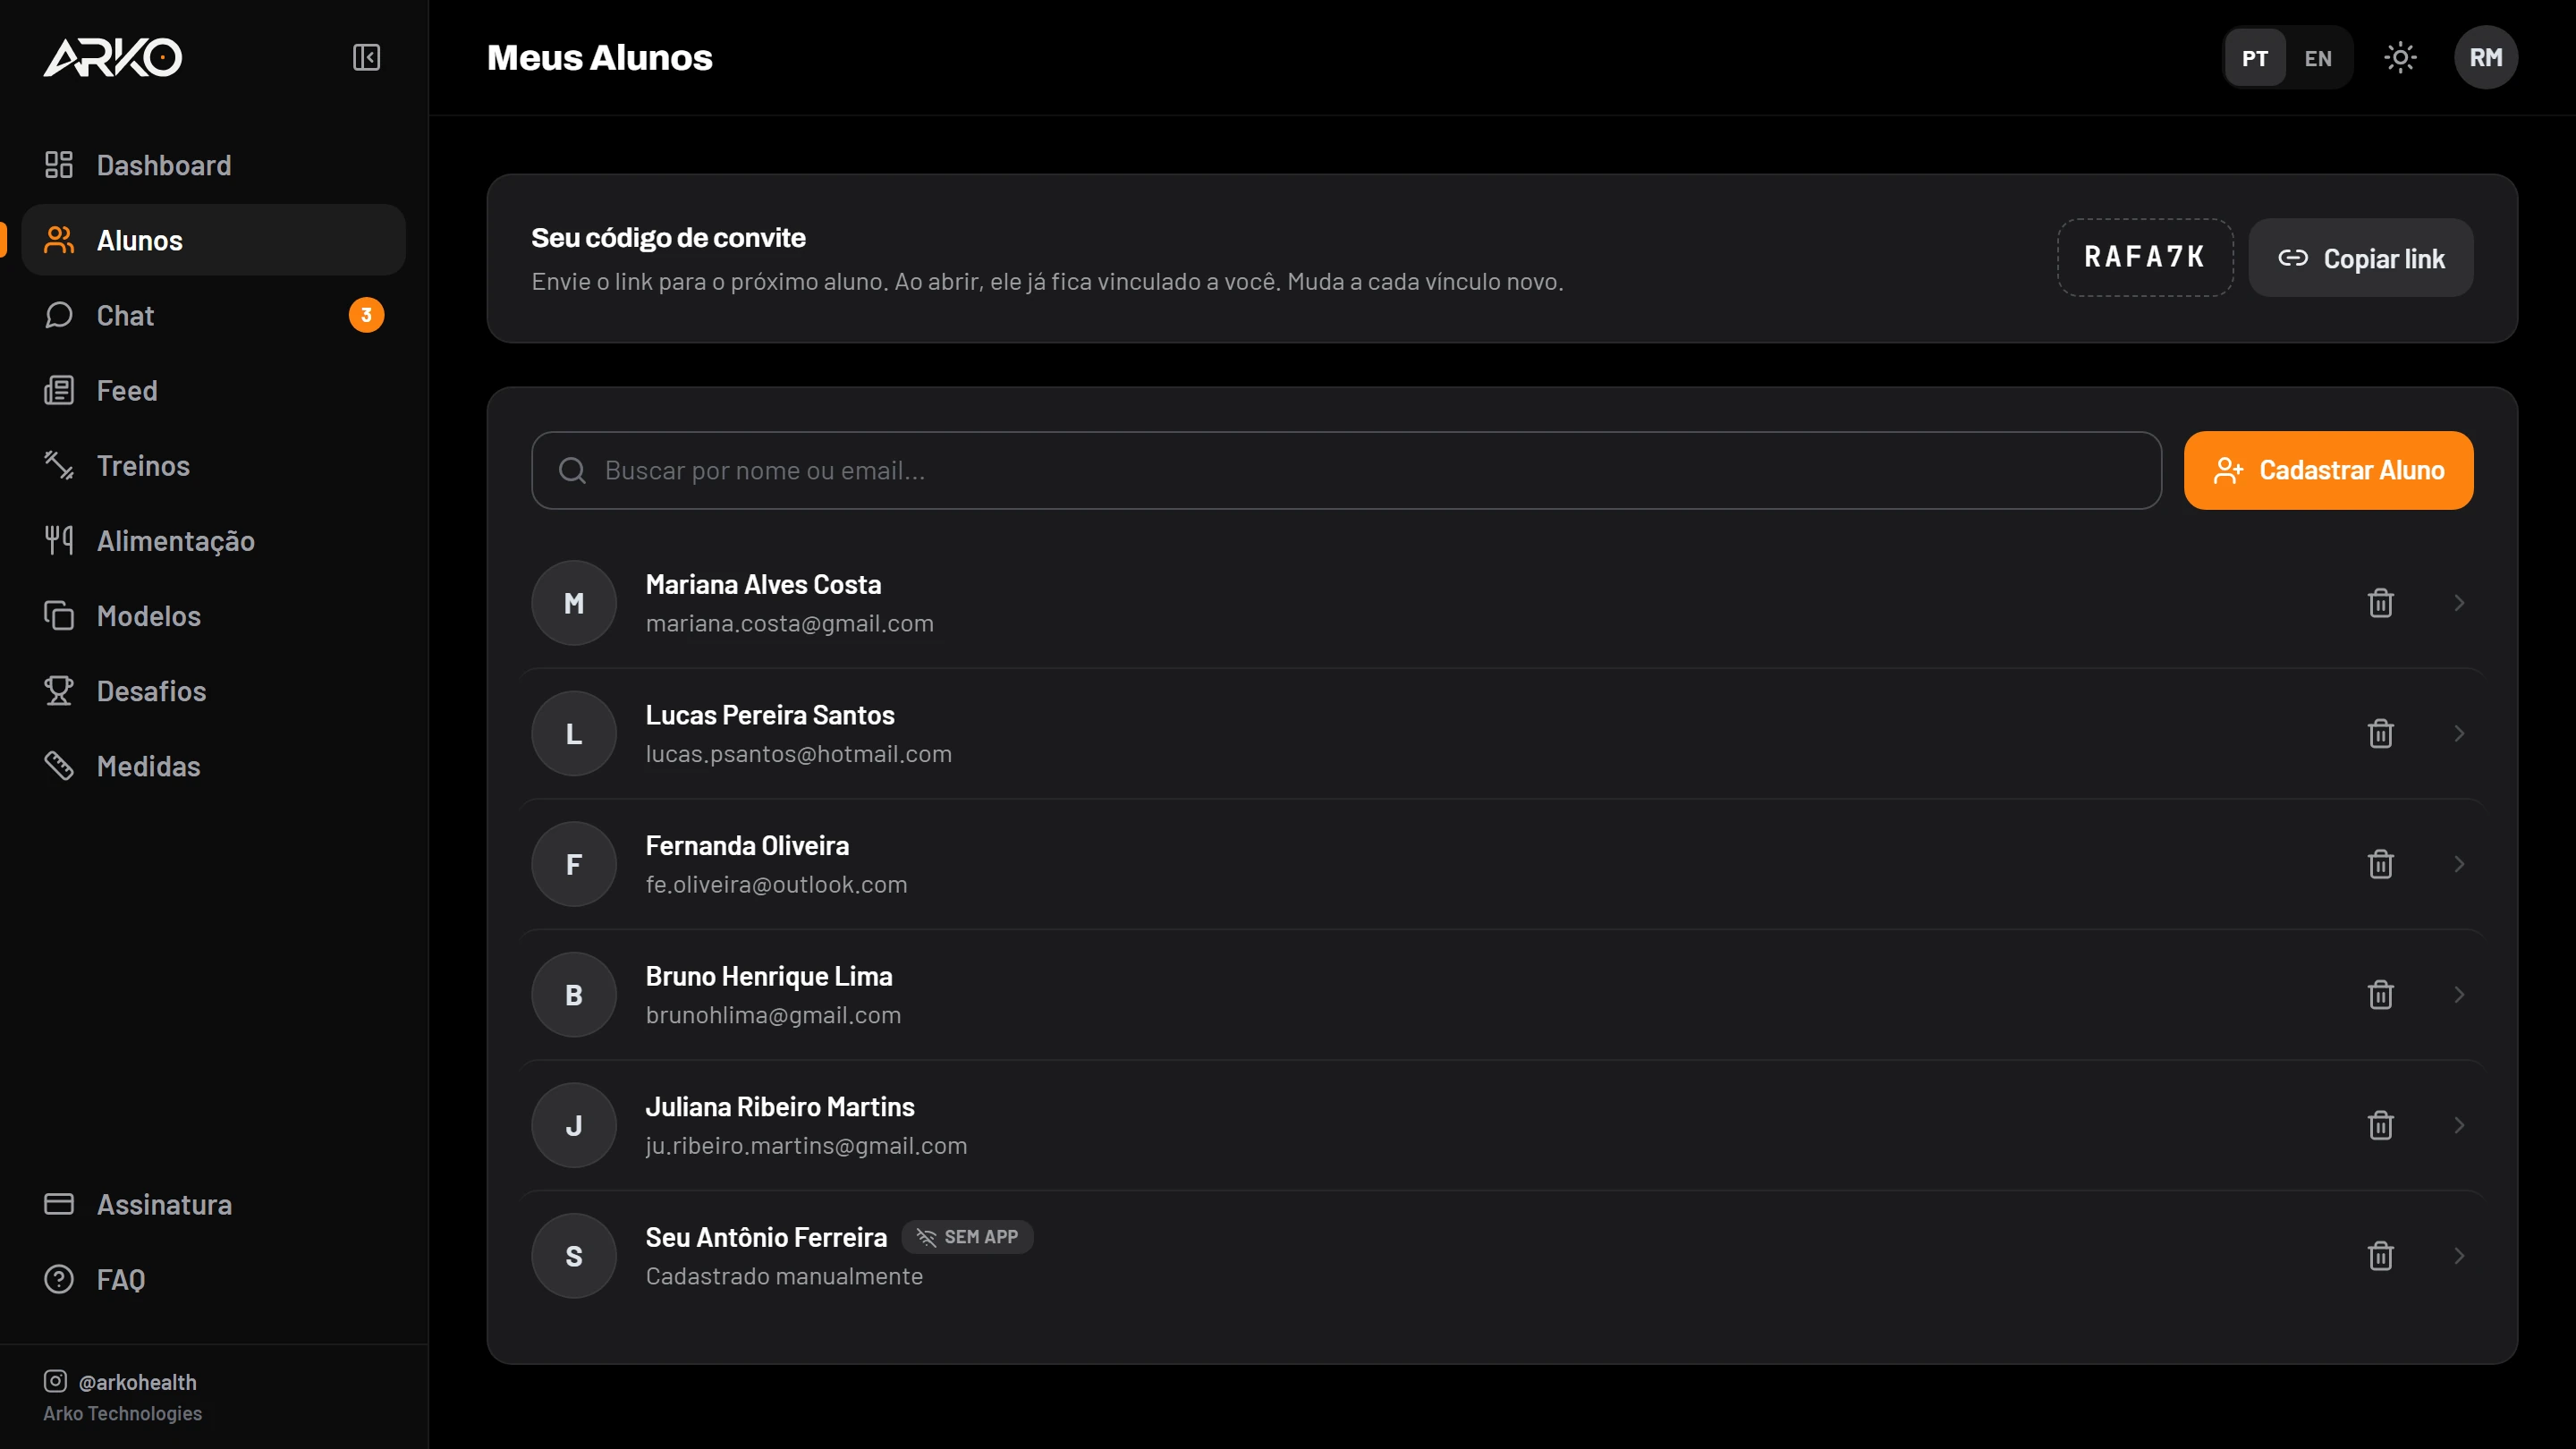 ARKO
Meus Alunos
PT
EN
RM
Dashboard
Alunos
Chat
3
Feed
Treinos
Alimentação
Modelos
Desafios
Medidas
Assinatura
FAQ
@arkohealth
Arko Technologies
Seu código de convite
Envie o link para o próximo aluno. Ao abrir, ele já fica vinculado a você. Muda a cada vínculo novo.
RAFA7K
Copiar link
Buscar por nome ou email...
Cadastrar Aluno
M
Mariana Alves Costa
mariana.costa@gmail.com
L
Lucas Pereira Santos
lucas.psantos@hotmail.com
F
Fernanda Oliveira
fe.oliveira@outlook.com
B
Bruno Henrique Lima
brunohlima@gmail.com
J
Juliana Ribeiro Martins
ju.ribeiro.martins@gmail.com
S
Seu Antônio Ferreira
SEM APP
Cadastrado manualmente